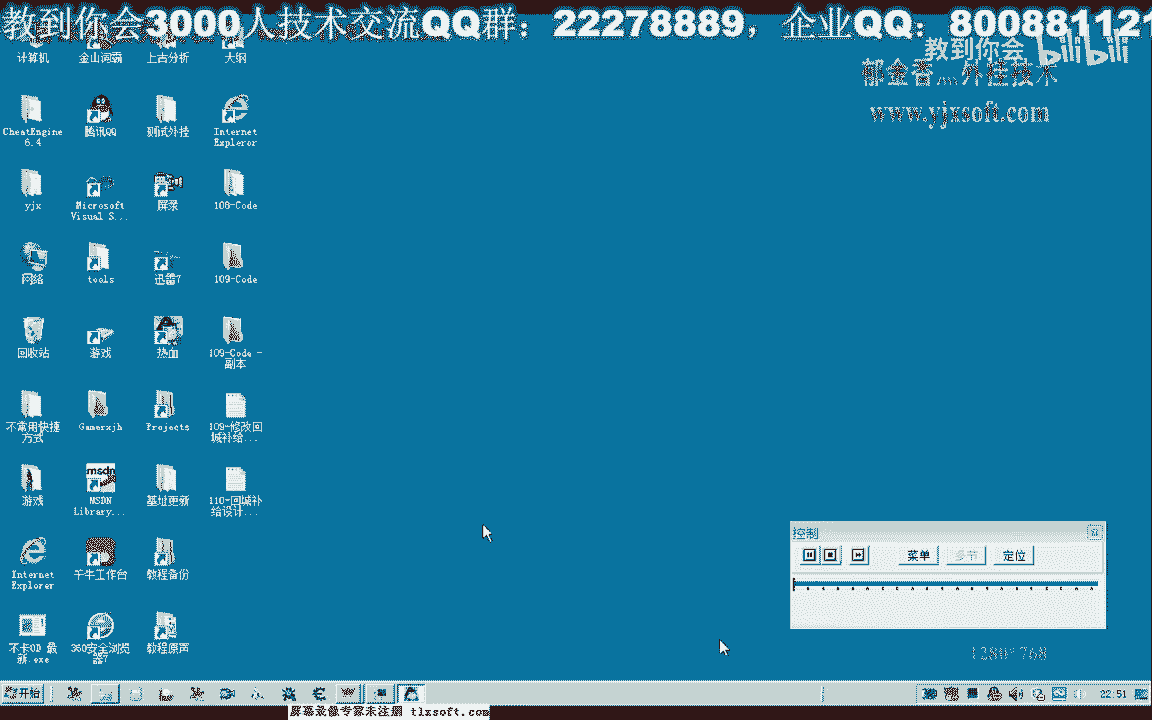 教到你会3000人技术交流QQ群：22278889，企业QQ：800881121
教到你会 bilibili
郁金香灬外挂技术
www.yjxsoft.com
计算机
金山词霸
上古分析
大纲
CheatEngine 6.4
腾讯QQ
测试外挂
Internet Explorer
yjx
Microsoft Visual S...
屏录
108-Code
网络
tools
迅雷7
109-Code
回收站
游戏
热血
109-Code - 副本
不常用快捷方式
Gamerxjh
Projects
109-修改回城补给...
游戏
MSDN Library...
基址更新
110-回城补给设计...
Internet Explorer
千牛工作台
教程备份
不卡OD 最新.exe
360安全浏览器7
教程原声
控制
菜单
多节
定位
1280*768
开始
22:51
屏幕录像专家未注册 tlxsoft.com